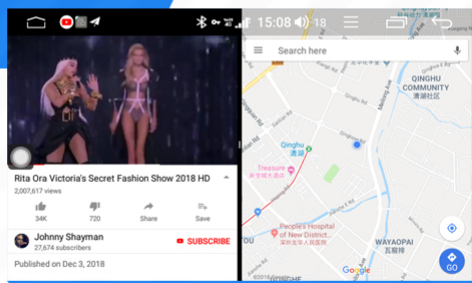 15:08 18
Search here
QINGHU
COMMUNITY
清湖社区
Qinghu
清湖
Treasure
People's Hospital
of New District...
WAYAOPAI
瓦窑排
Google
GO
Rita Ora Victoria's Secret Fashion Show 2018 HD
2,007,617 views
34K
720
Share
Save
Johnny Shayman
27,674 subscribers
SUBSCRIBE
Published on Dec 3, 2018